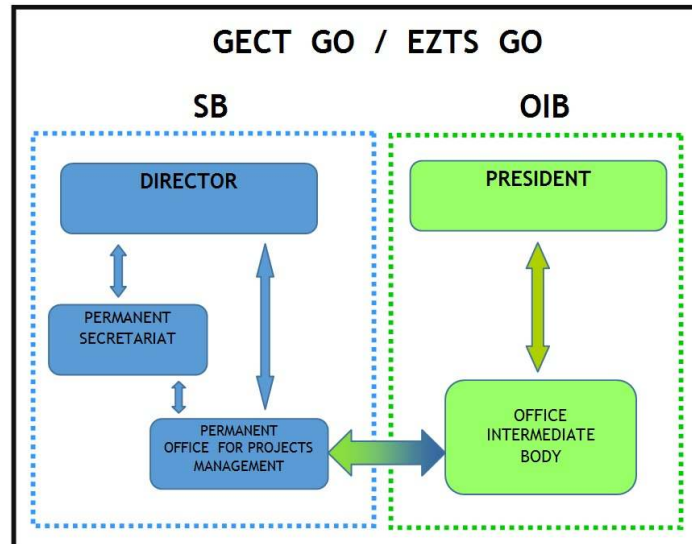 GECT GO / EZTS GO
SB
OIB
DIRECTOR
PRESIDENT
PERMANENT
SECRETARIAT
PERMANENT
OFFICE FOR PROJECTS
MANAGEMENT
OFFICE
INTERMEDIATE
BODY